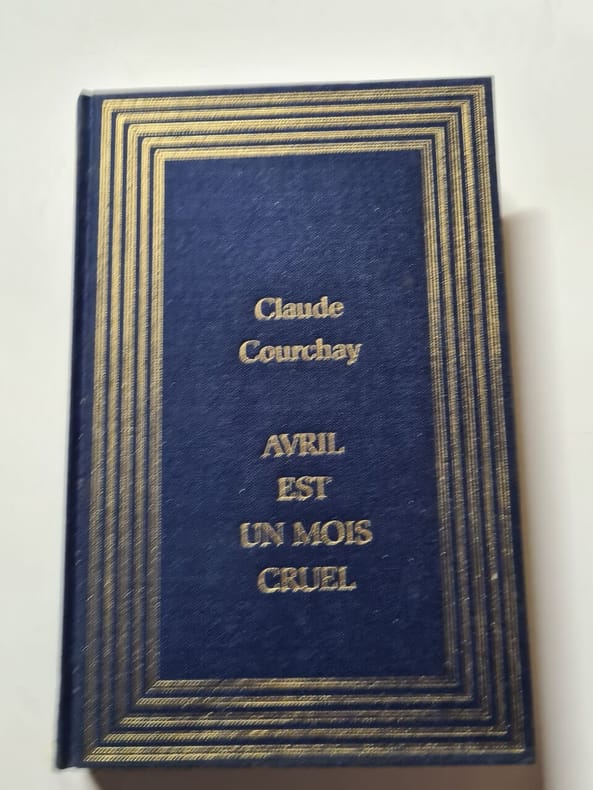 Claude
Courchay
AVRIL
EST
UN MOIS
CRUEL